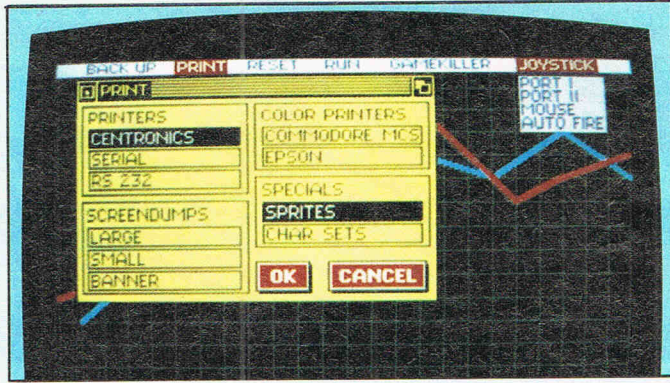 BACK UP PRINT RESET RUN GAMEKILLER JOYSTICK
PORT I
PORT II
MOUSE
AUTO FIRE
PRINT
PRINTERS
CENTRONICS
SERIAL
RS 232
SCREENDUMPS
LARGE
SMALL
BANNER
COLOR PRINTERS
COMMODORE MCS
EPSON
SPECIALS
SPRITES
CHAR SETS
OK CANCEL